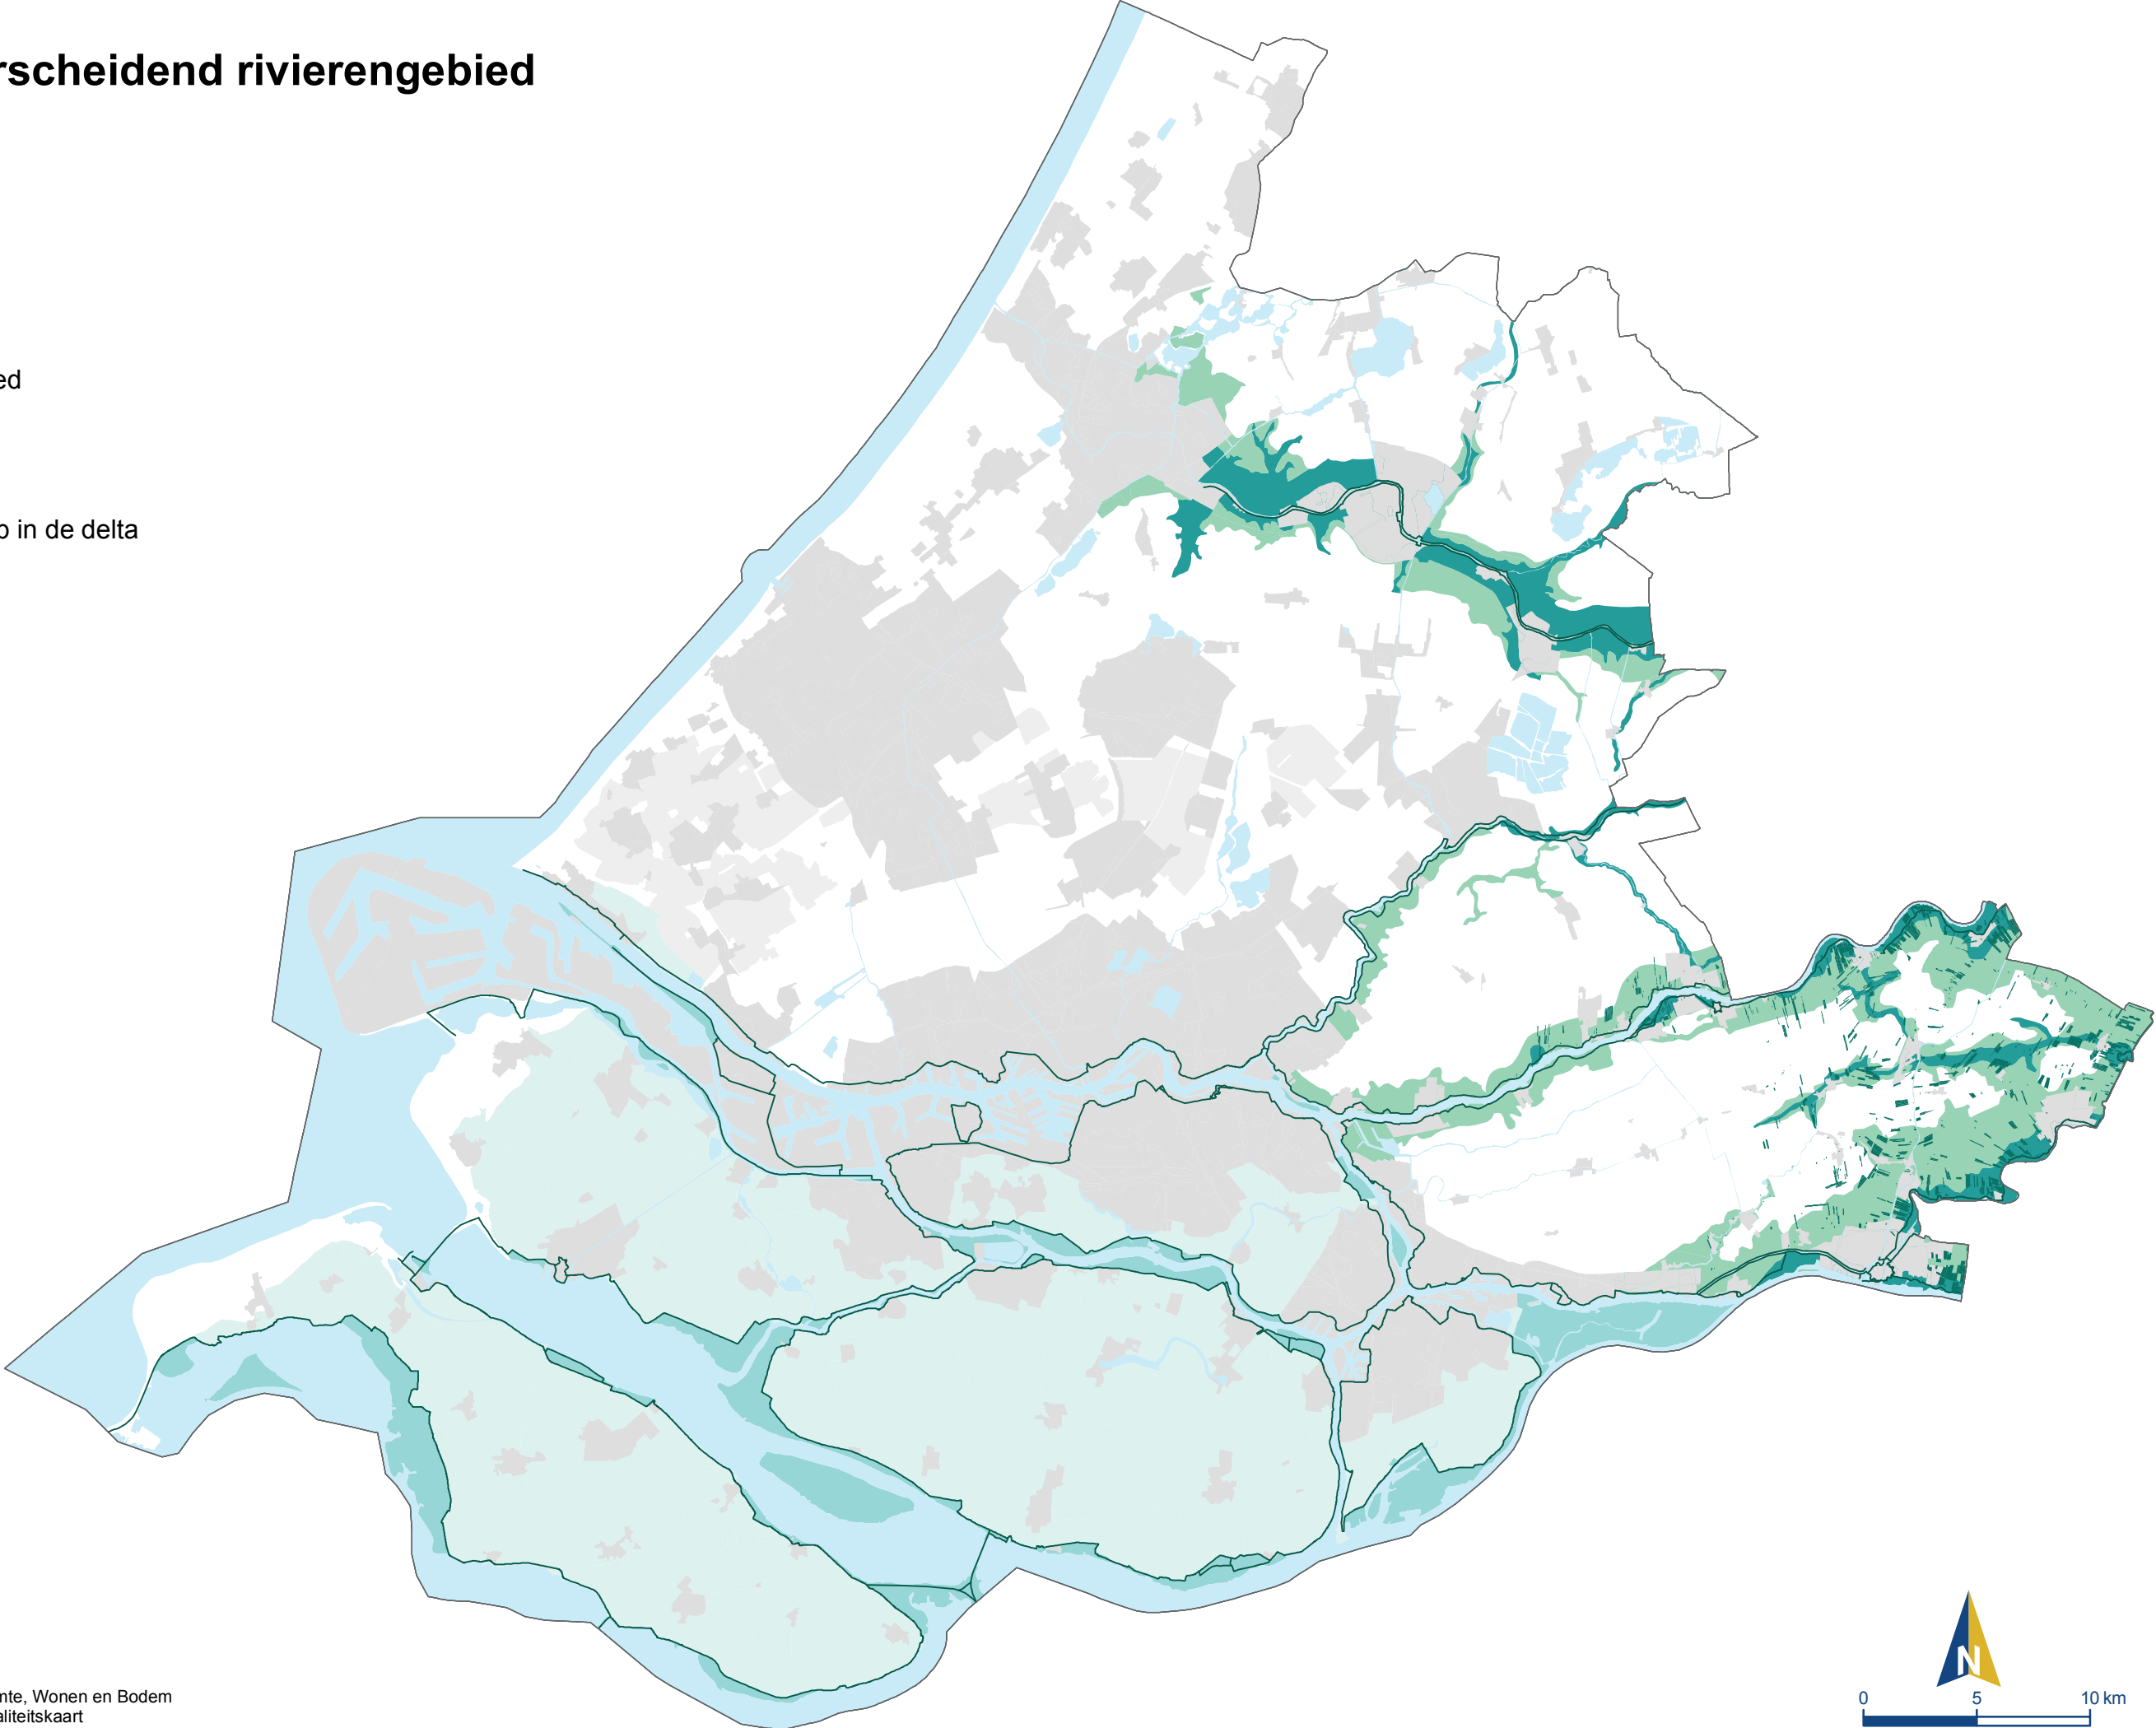 rscheidend rivierengebied
ed
o in de delta
nte, Wonen en Bodem
aliteitskaart
N
0 5 10 km